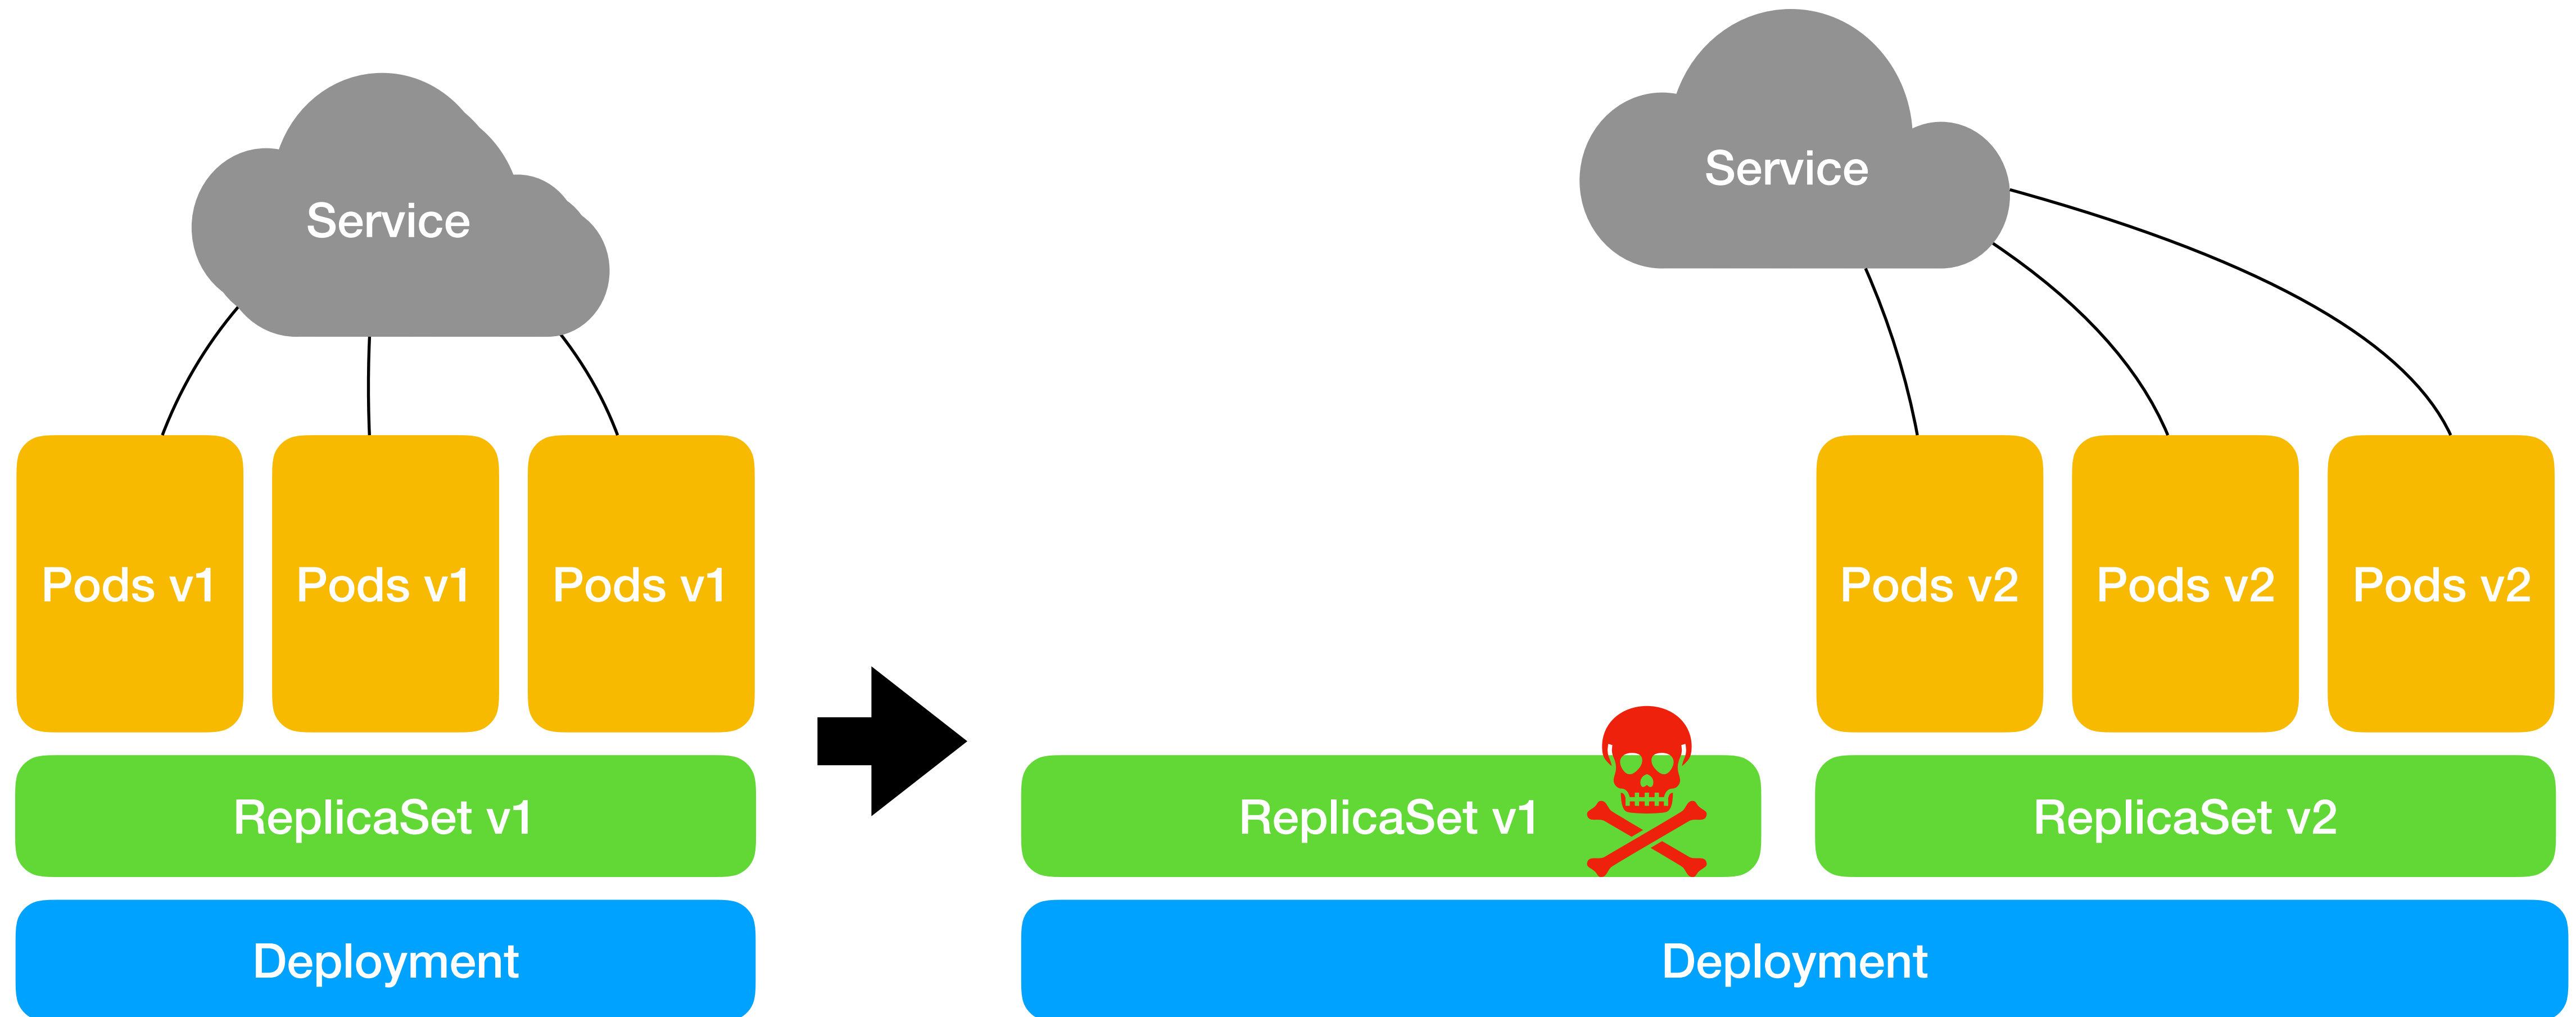 Service
Pods v1
Pods v1
Pods v1
ReplicaSet v1
Deployment
Service
Pods v2
Pods v2
Pods v2
ReplicaSet v1
ReplicaSet v2
Deployment